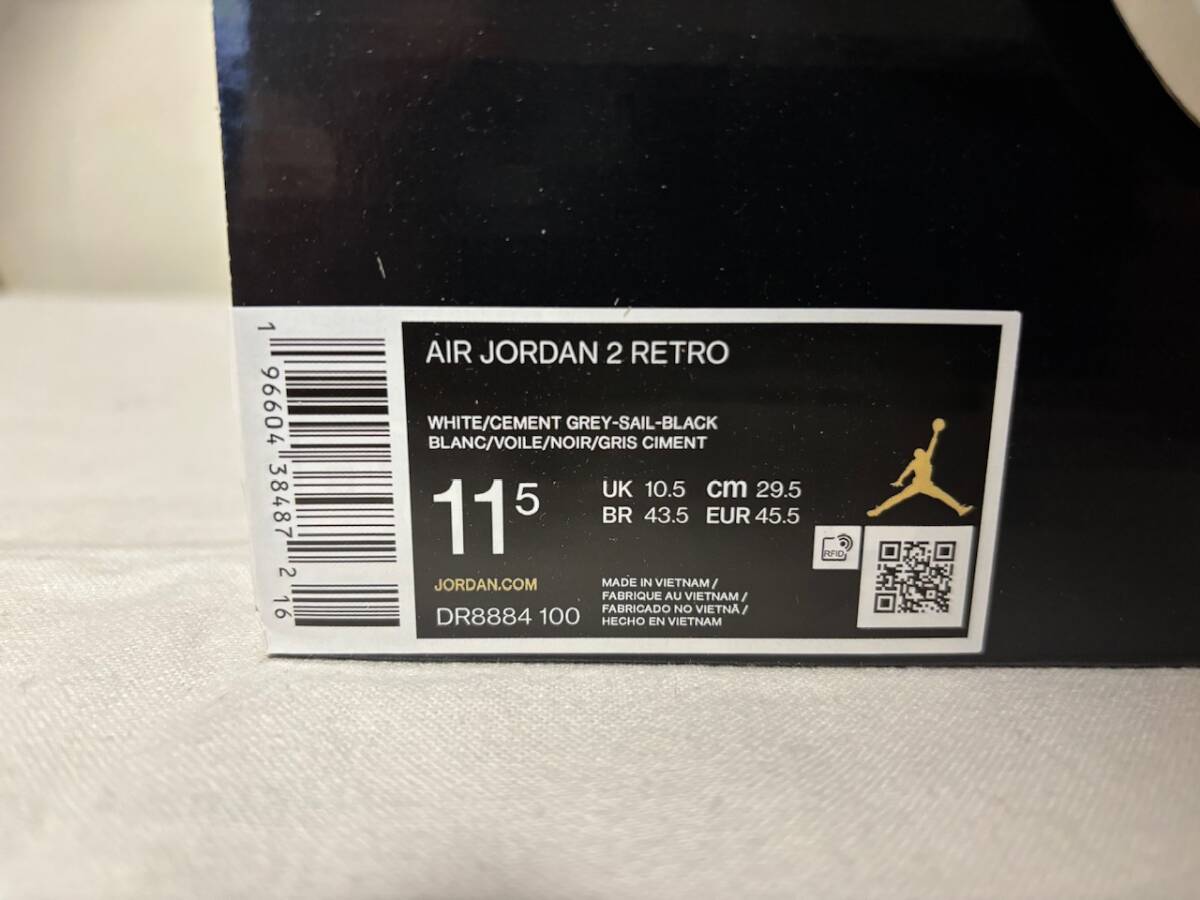 AIR JORDAN 2 RETRO
WHITE/CEMENT GREY-SAIL-BLACK
BLANC/VOILE/NOIR/GRIS CIMENT
11 5
UK 10.5 cm 29.5
BR 43.5 EUR 45.5
JORDAN.COM
DR8884 100
MADE IN VIETNAM /
FABRIQUE AU VIETNAM /
FABRICADO NO VIETNÃ /
HECHO EN VIETNAM
RFID
1 96604 38487 2 16